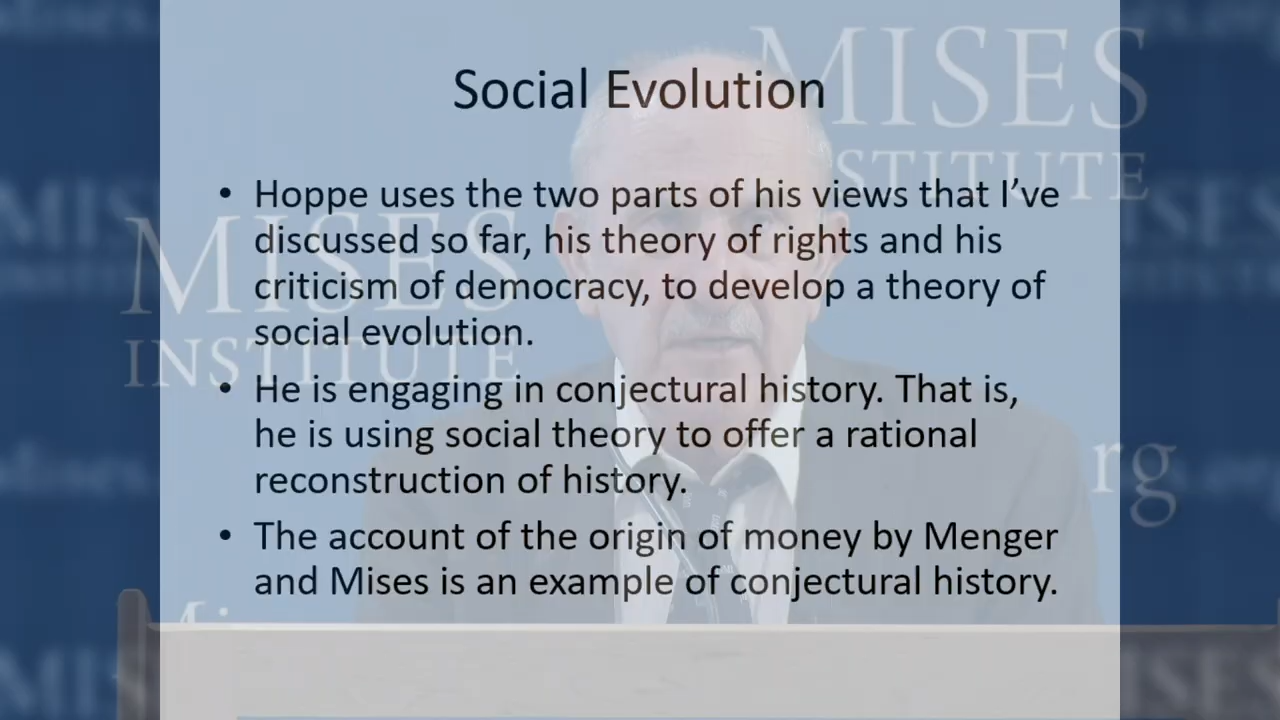 MISES
INSTITUTE
MISES
INSTITUTE
Social Evolution
• Hoppe uses the two parts of his views that I’ve
discussed so far, his theory of rights and his
criticism of democracy, to develop a theory of
social evolution.
• He is engaging in conjectural history. That is,
he is using social theory to offer a rational
reconstruction of history.
• The account of the origin of money by Menger
and Mises is an example of conjectural history.
rg